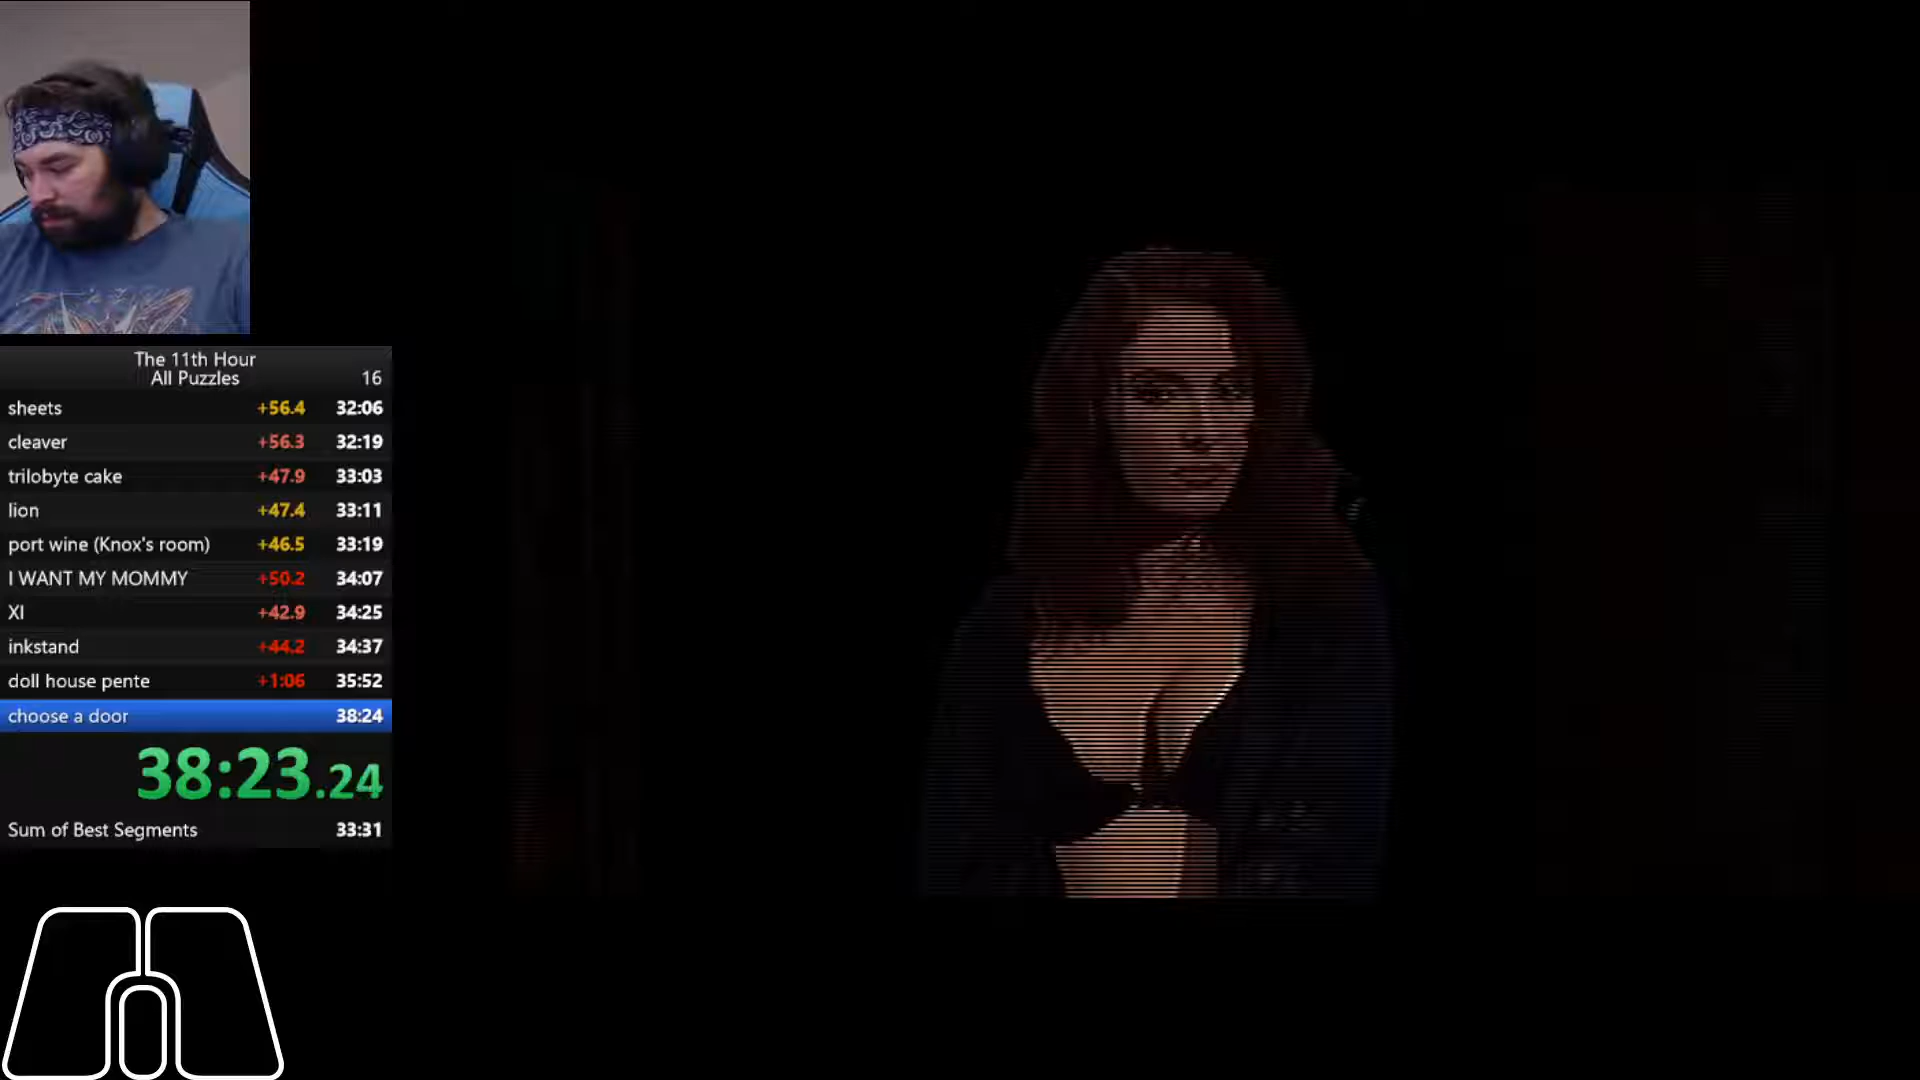 The 11th Hour
All Puzzles 16
sheets +56.4 32:06
cleaver +56.3 32:19
trilobyte cake +47.9 33:03
lion +47.4 33:11
port wine (Knox's room) +46.5 33:19
I WANT MY MOMMY +50.2 34:07
XI +42.9 34:25
inkstand +44.2 34:37
doll house pente +1:06 35:52
choose a door 38:24
38:23.24
Sum of Best Segments 33:31